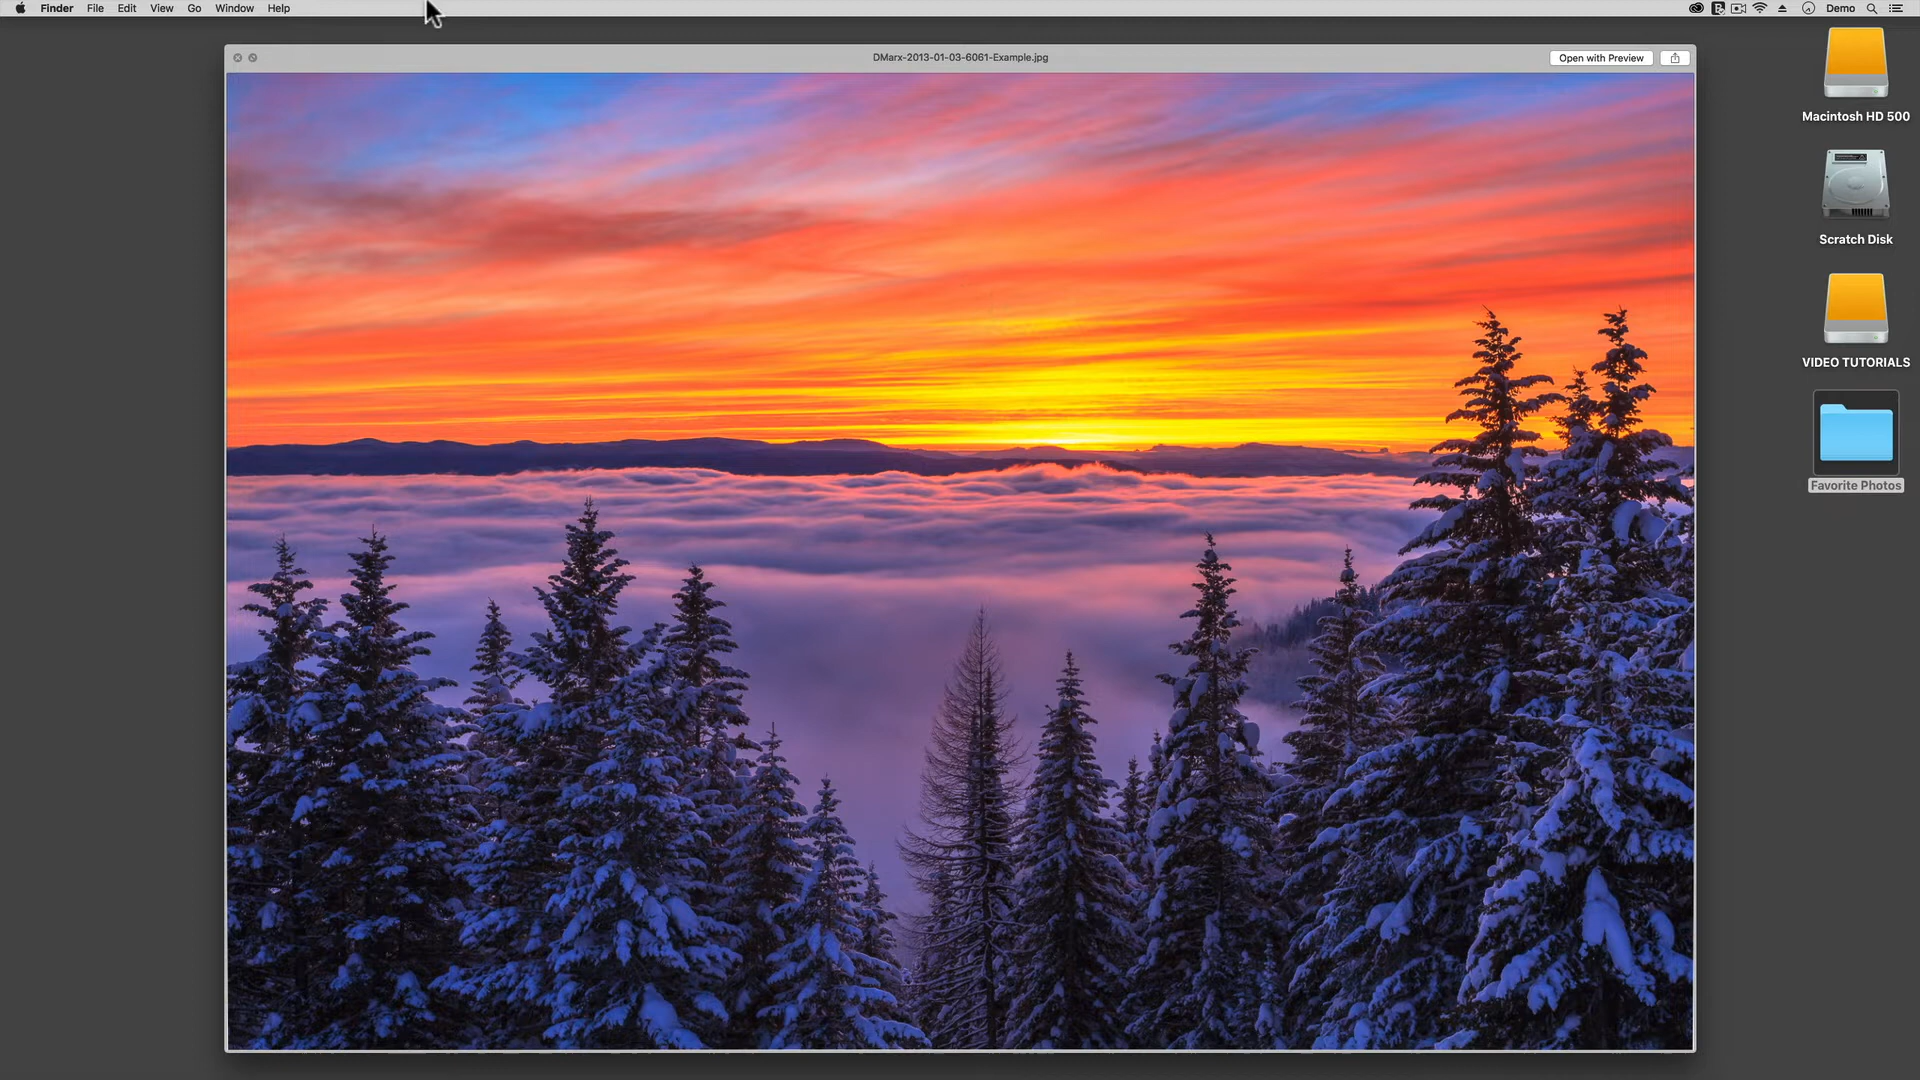 Finder File Edit View Go Window Help Demo
DMarx-2013-01-03-6061-Example.jpg Open with Preview
Macintosh HD 500
Scratch Disk
VIDEO TUTORIALS
Favorite Photos